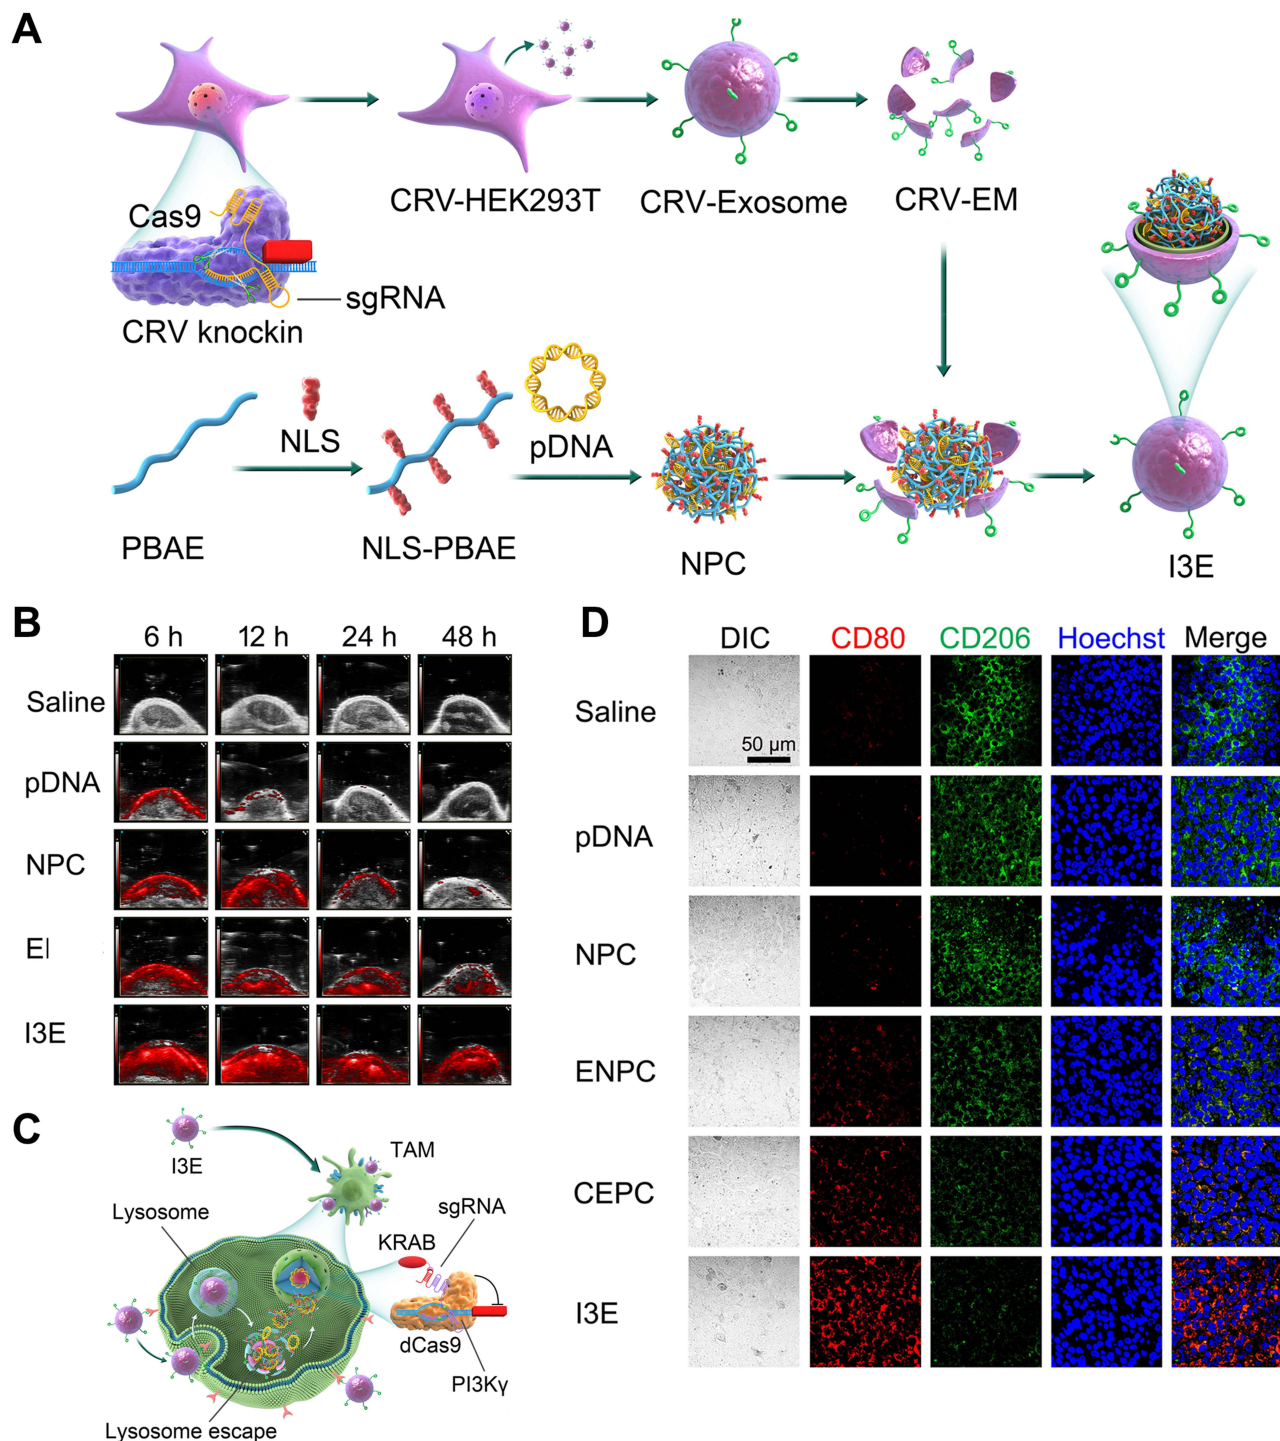 A
CRV-HEK293T
CRV-Exosome
CRV-EM
Cas9
sgRNA
CRV knockin
NLS
pDNA
PBAE
NLS-PBAE
NPC
I3E
B
6 h 12 h 24 h 48 h
Saline
pDNA
NPC
EI
I3E
C
I3E
TAM
Lysosome
sgRNA
KRAB
dCas9
PI3Kγ
Lysosome escape
D
DIC CD80 CD206 Hoechst Merge
Saline
50 μm
pDNA
NPC
ENPC
CEPC
I3E